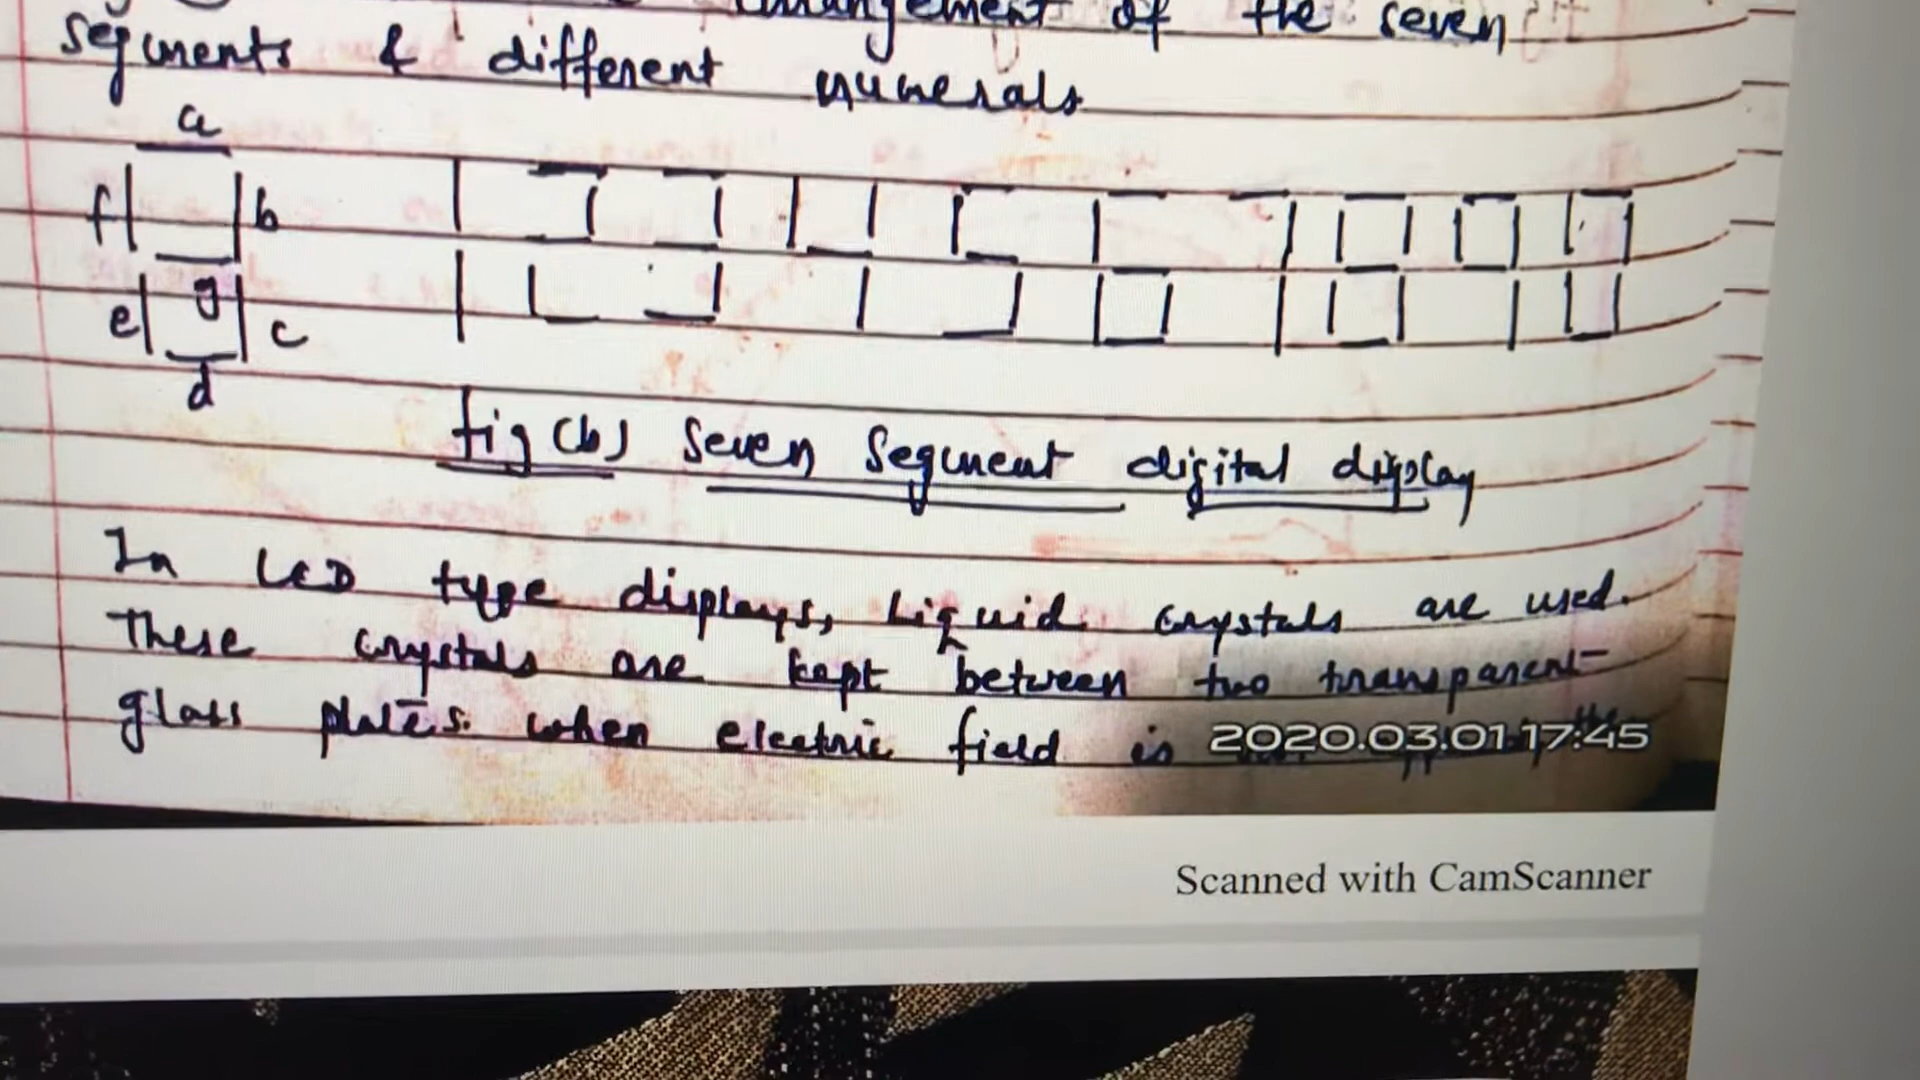 arrangement of the seven
segments & different numerals
a
f b
g
e c
d
fig (b) Seven Segment digital display
In LCD type displays, Liquid crystals are used.
These crystals are kept between two transparent
glass plates. when electric field is
2020.03.01 17:45
Scanned with CamScanner